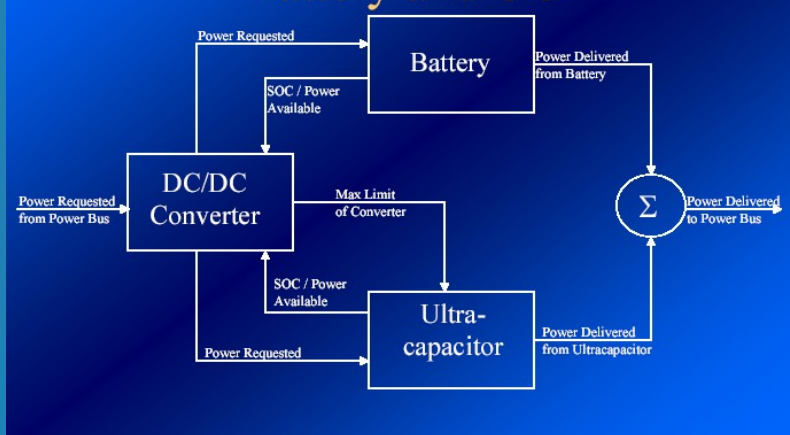 Power Requested
Battery
Power Delivered
from Battery
SOC / Power
Available
DC/DC
Converter
Power Requested
from Power Bus
Max Limit
of Converter
Σ
Power Delivered
to Power Bus
SOC / Power
Available
Ultra-
capacitor
Power Delivered
from Ultracapacitor
Power Requested